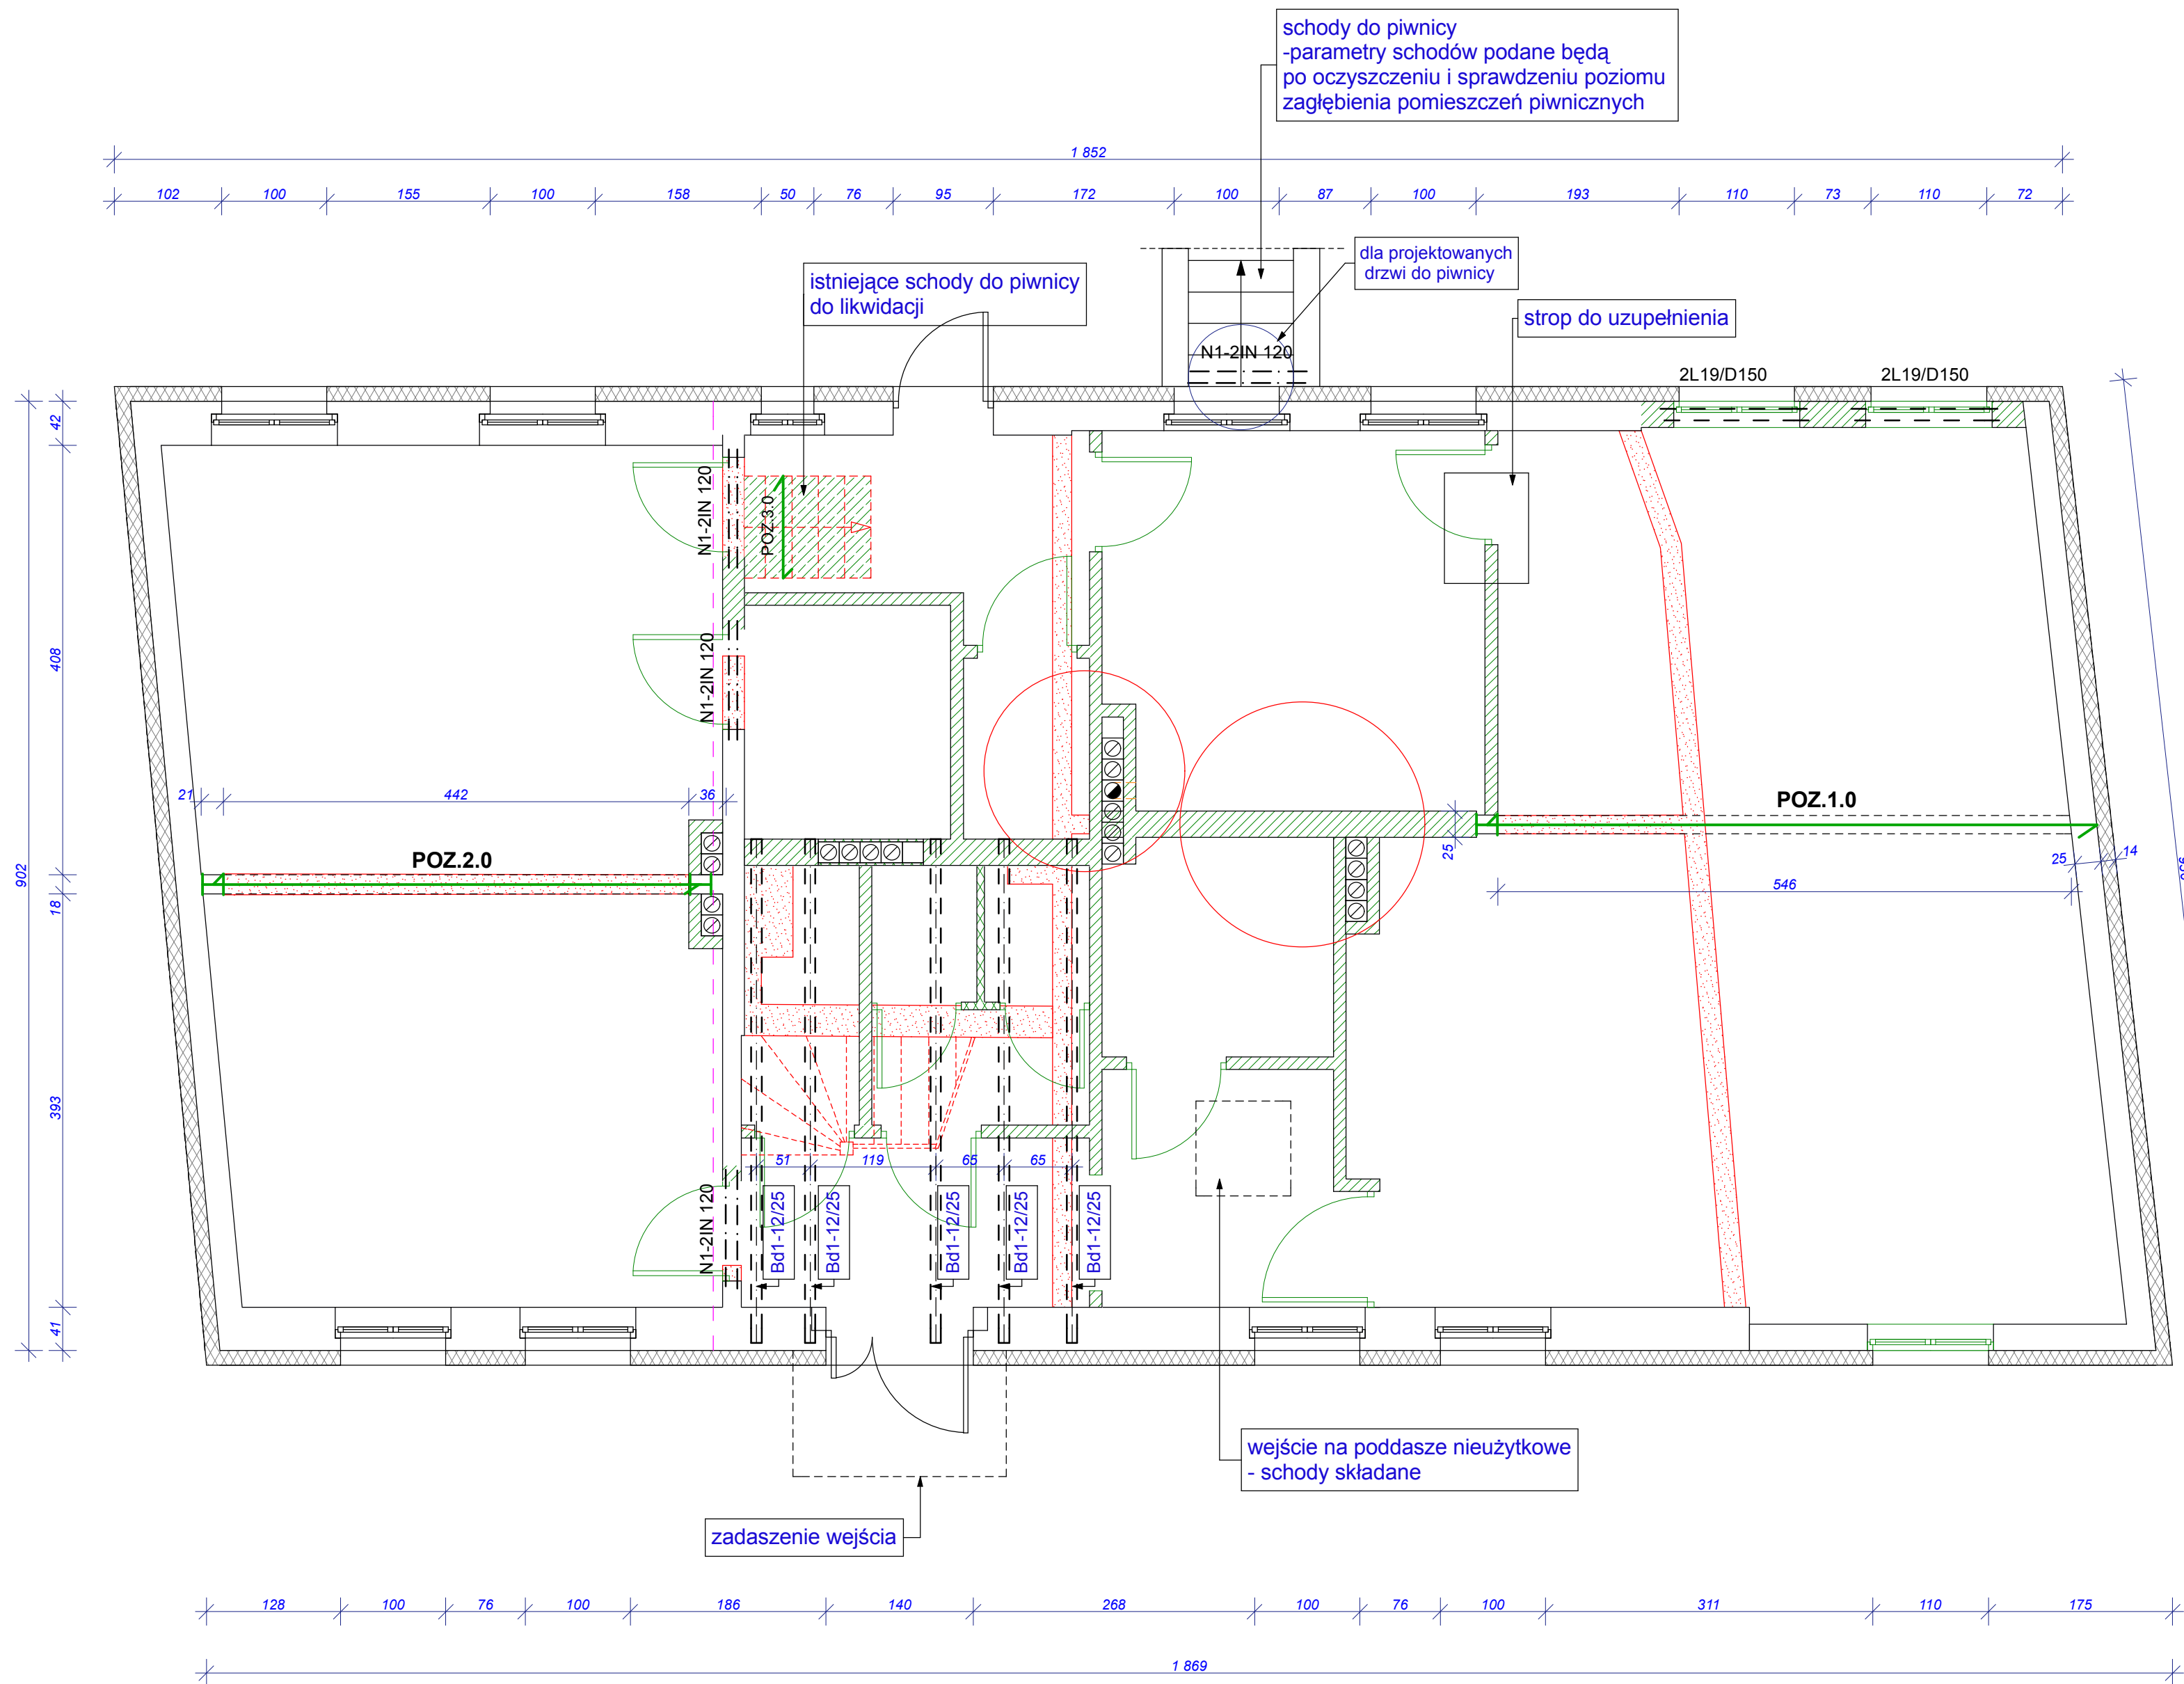 schody do piwnicy
-parametry schodów podane będą
po oczyszczeniu i sprawdzeniu poziomu
zagłębienia pomieszczeń piwnicznych
1 852
102 100 155 100 158 50 76 95 172 100 87 100 193 110 73 110 72
dla projektowanych
drzwi do piwnicy
istniejące schody do piwnicy
do likwidacji
strop do uzupełnienia
N1-2IN 120
2L19/D150
2L19/D150
42
N1-2IN 120
POZ.3.0
408
N1-2IN 120
21
442
36
POZ.1.0
POZ.2.0
25
25
14
902
18
546
393
51 119 65 65
N1-2IN 120
Bd1-12/25
Bd1-12/25
Bd1-12/25
Bd1-12/25
Bd1-12/25
41
wejście na poddasze nieużytkowe
- schody składane
zadaszenie wejścia
128 100 76 100 186 140 268 100 76 100 311 110 175
1 869